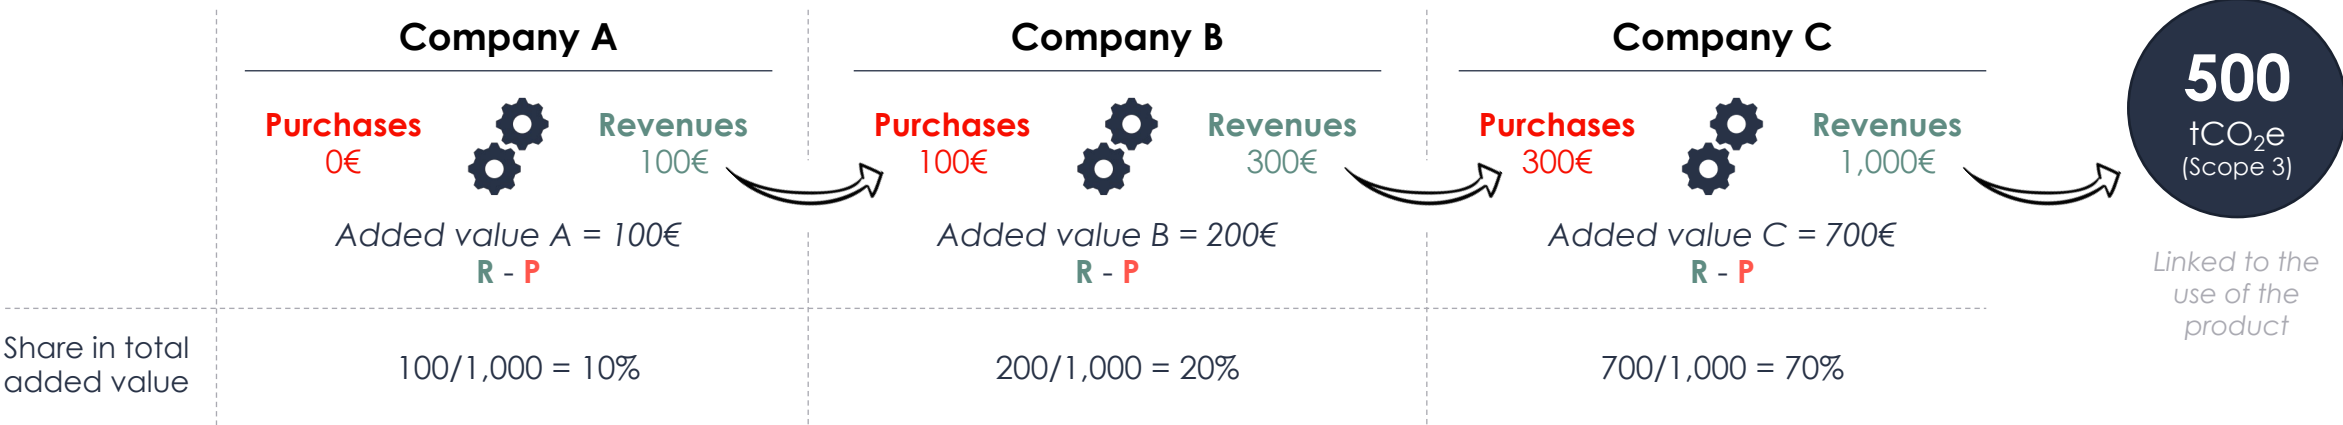 Company A
Company B
Company C
Purchases
0€
Revenues
100€
Added value A = 100€
R - P
Purchases
100€
Revenues
300€
Added value B = 200€
R - P
Purchases
300€
Revenues
1,000€
Added value C = 700€
R - P
500
tCO₂e
(Scope 3)
Linked to the
use of the
product
Share in total
added value
100/1,000 = 10%
200/1,000 = 20%
700/1,000 = 70%